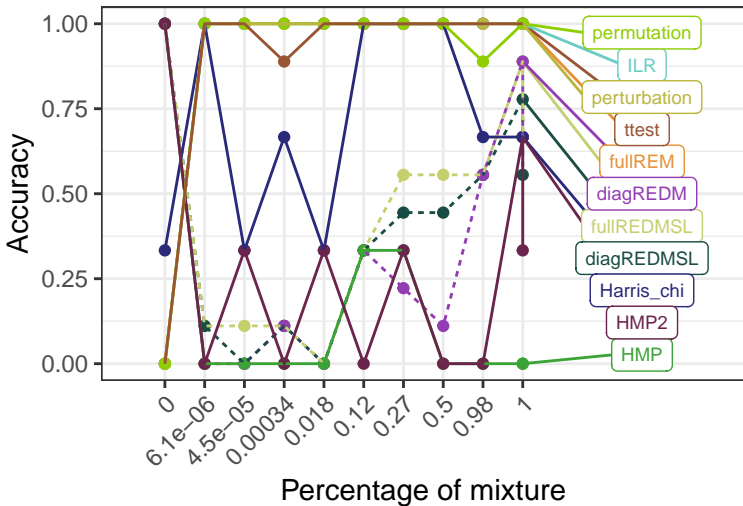 1.00
0.75
0.50
0.25
0.00
Accuracy
0
6.1e−06
4.5e−05
0.00034
0.018
0.12
0.27
0.5
0.98
1
Percentage of mixture
permutation
ILR
perturbation
ttest
fullREM
diagREDM
fullREDMSL
diagREDMSL
Harris_chi
HMP2
HMP